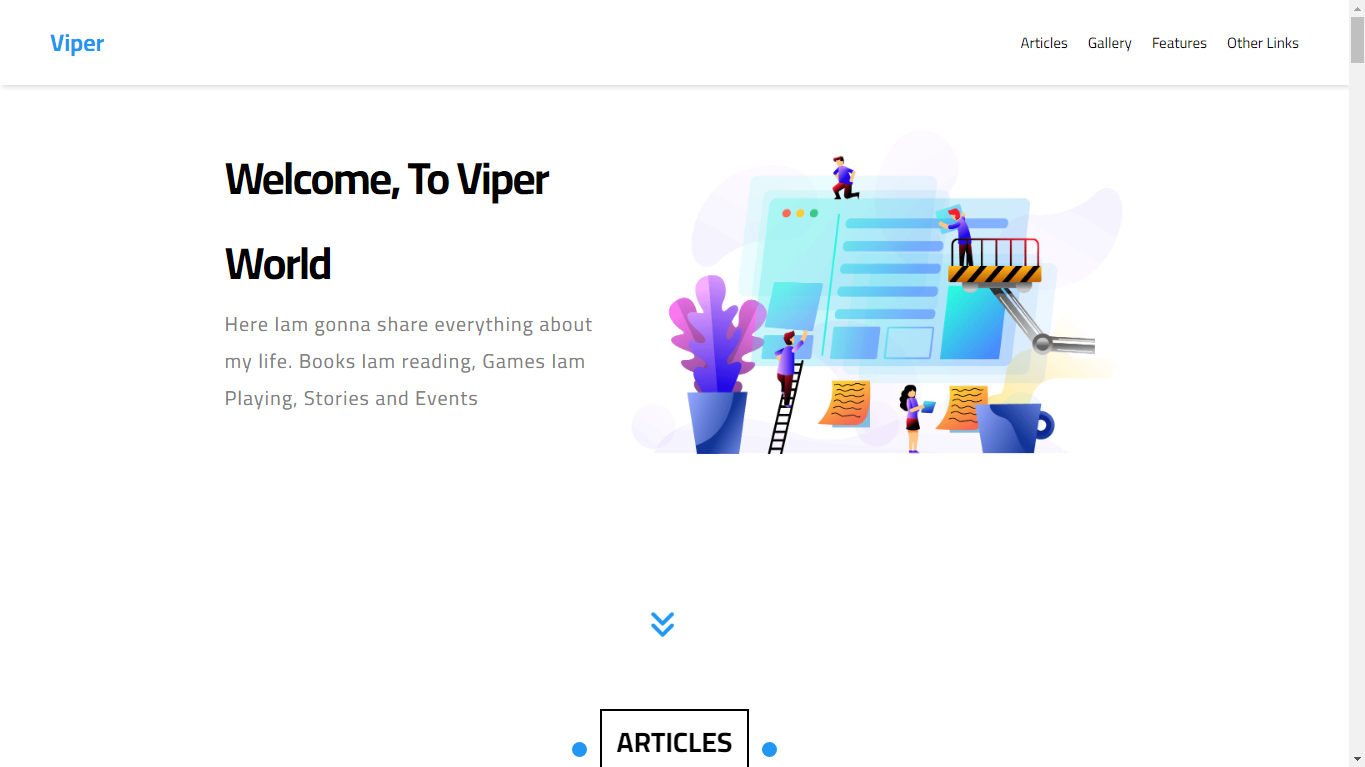 Viper
Articles Gallery Features Other Links
Welcome, To Viper
World
Here Iam gonna share everything about
my life. Books Iam reading, Games Iam
Playing, Stories and Events
ARTICLES